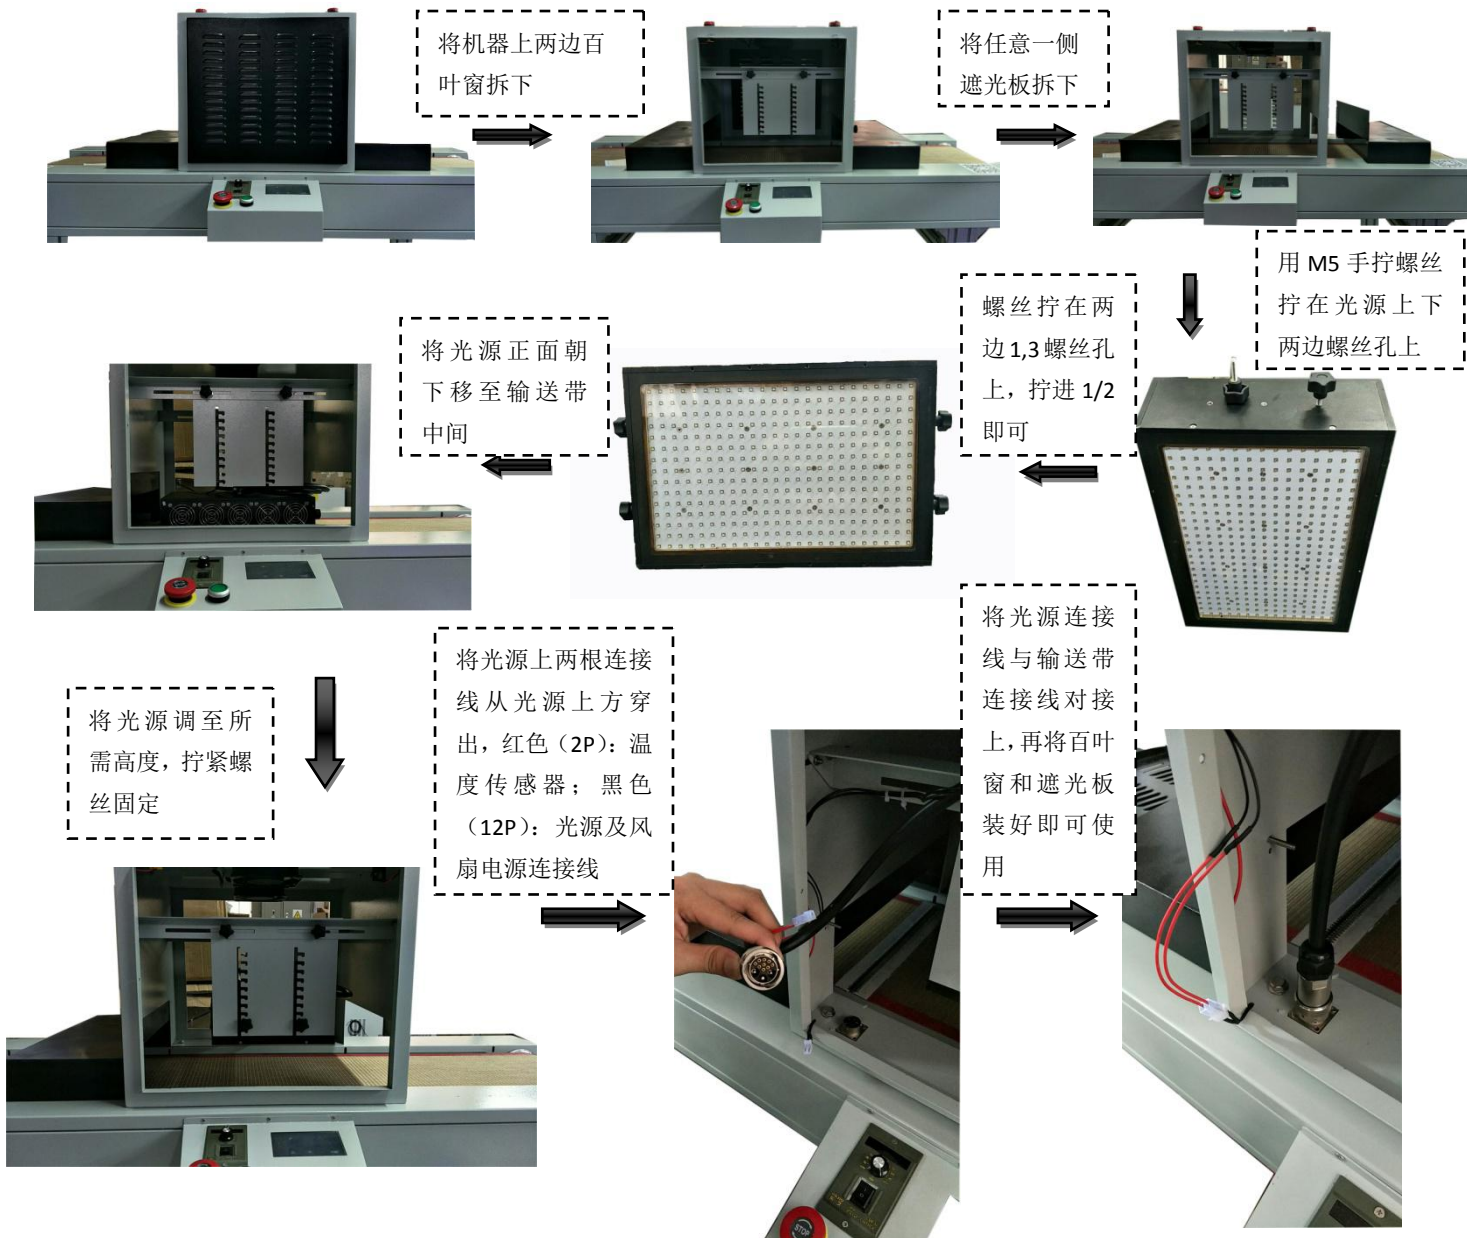 将机器上两边百
叶窗拆下
将任意一侧
遮光板拆下
用 M5 手拧螺丝
拧在光源上下
两边螺丝孔上
螺丝拧在两
边 1,3 螺丝孔
上，拧进 1/2
即可
将光源正面朝
下移至输送带
中间
将光源调至所
需高度，拧紧螺
丝固定
将光源上两根连接
线从光源上方穿
出，红色（2P）：温
度传感器；黑色
（12P）：光源及风
扇电源连接线
将光源连接
线与输送带
连接线对接
上，再将百叶
窗和遮光板
装好即可使
用
STOP